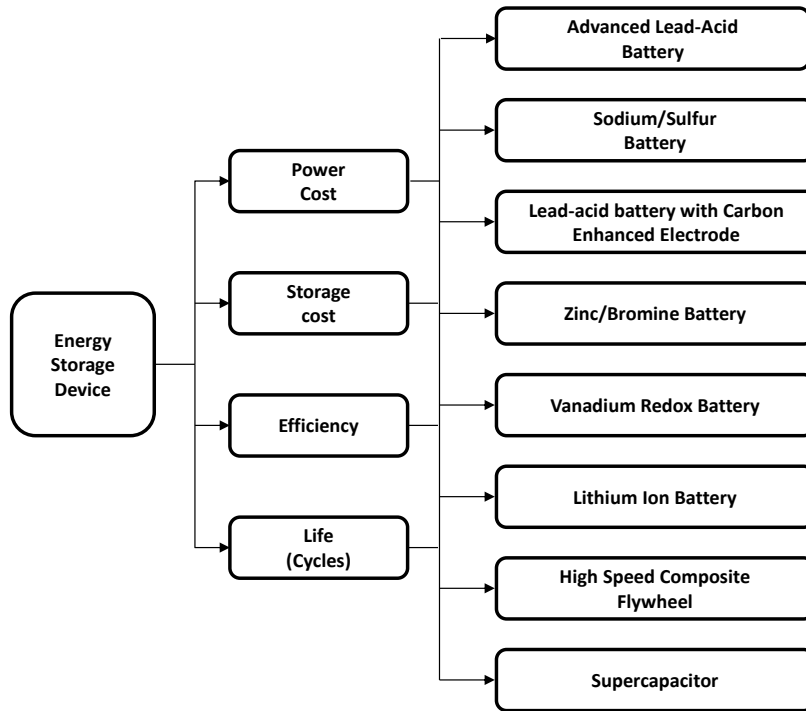 Energy
Storage
Device
Power
Cost
Storage
cost
Efficiency
Life
(Cycles)
Advanced Lead-Acid
Battery
Sodium/Sulfur
Battery
Lead-acid battery with Carbon
Enhanced Electrode
Zinc/Bromine Battery
Vanadium Redox Battery
Lithium Ion Battery
High Speed Composite
Flywheel
Supercapacitor